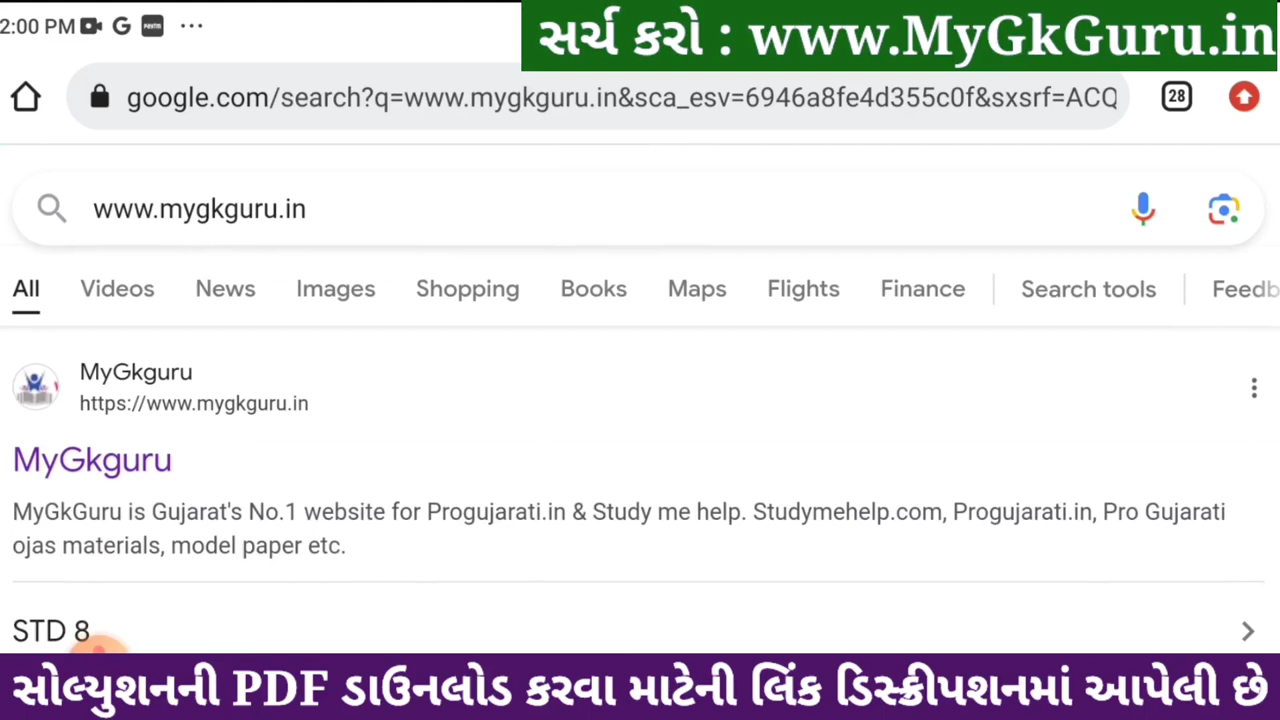 2:00 PM
સર્ચ કરો : www.MyGkGuru.in
google.com/search?q=www.mygkguru.in&sca_esv=6946a8fe4d355c0f&sxsrf=ACQ
28
www.mygkguru.in
All Videos News Images Shopping Books Maps Flights Finance Search tools Feedb
MyGkguru
https://www.mygkguru.in
MyGkguru
MyGkGuru is Gujarat's No.1 website for Progujarati.in & Study me help. Studymehelp.com, Progujarati.in, Pro Gujarati
ojas materials, model paper etc.
STD 8
સોલ્યુશનની PDF ડાઉનલોડ કરવા માટેની લિંક ડિસ્ક્રીપશનમાં આપેલી છે